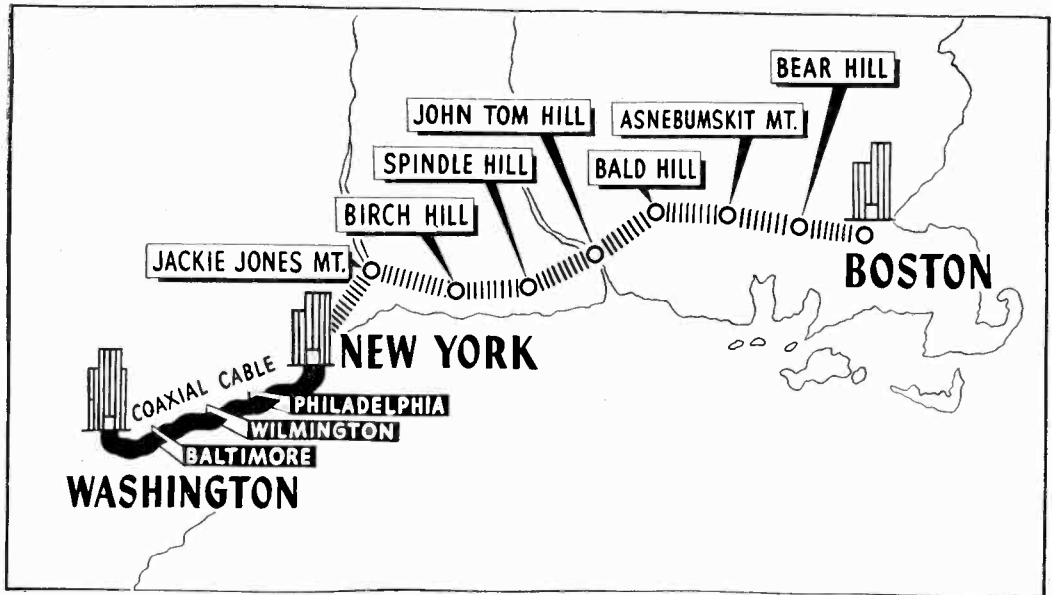 BEAR HILL
JOHN TOM HILL
ASNEBUMSKIT MT.
SPINDLE HILL
BALD HILL
BIRCH HILL
JACKIE JONES MT.
BOSTON
NEW YORK
COAXIAL CABLE
PHILADELPHIA
WILMINGTON
BALTIMORE
WASHINGTON